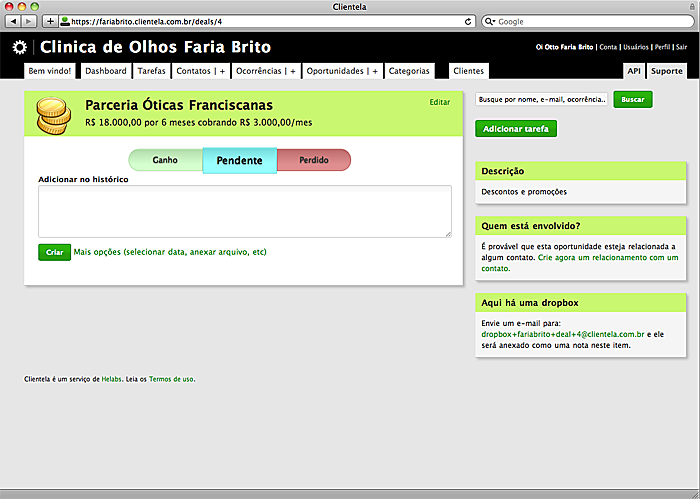 Clientela
https://fariabrito.clientela.com.br/deals/4
Google
Clinica de Olhos Faria Brito
Oi Otto Faria Brito | Conta | Usuários | Perfil | Sair
Bem vindo!
Dashboard
Tarefas
Contatos | +
Ocorrências | +
Oportunidades | +
Categorias
Clientes
API
Suporte
Parceria Óticas Franciscanas
Editar
R$ 18.000,00 por 6 meses cobrando R$ 3.000,00/mes
Ganho
Pendente
Perdido
Adicionar no histórico
Criar
Mais opções (selecionar data, anexar arquivo, etc)
Busque por nome, e-mail, ocorrência..
Buscar
Adicionar tarefa
Descrição
Descontos e promoções
Quem está envolvido?
É provável que esta oportunidade esteja relacionada a
algum contato. Crie agora um relacionamento com um
contato.
Aqui há uma dropbox
Envie um e-mail para:
dropbox+fariabrito+deal+4@clientela.com.br e ele
será anexado como uma nota neste item.
Clientela é um serviço de Helabs. Leia os Termos de uso.